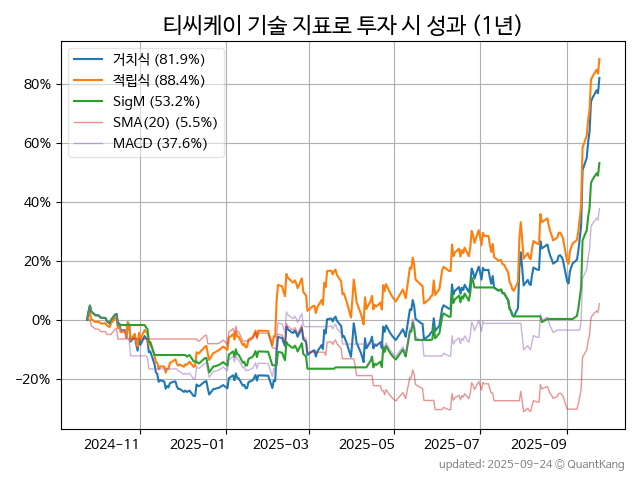 티씨케이 기술 지표로 투자 시 성과 (1년)
거치식 (81.9%)
적립식 (88.4%)
SigM (53.2%)
SMA(20) (5.5%)
MACD (37.6%)
80%
60%
40%
20%
0%
−20%
2024−11 2025−01 2025−03 2025−05 2025−07 2025−09
updated: 2025−09−24 © QuantKang